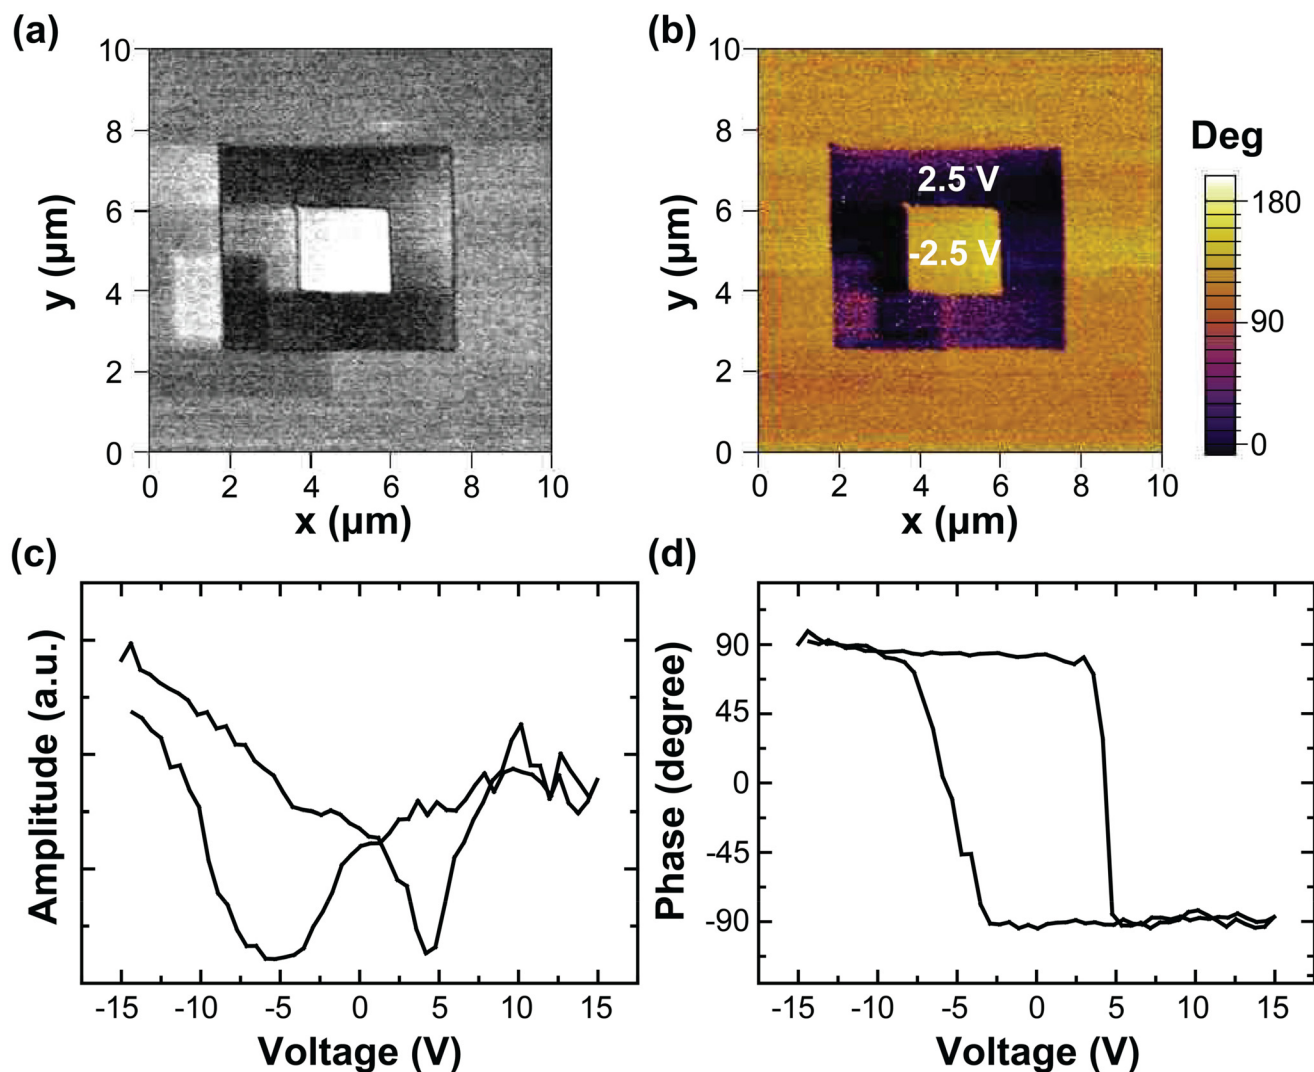 (a)
10
8
6
4
2
0
y (µm)
0 2 4 6 8 10
x (µm)
(b)
10
8
6
4
2
0
y (µm)
2.5 V
-2.5 V
0 2 4 6 8 10
x (µm)
Deg
180
90
0
(c)
Amplitude (a.u.)
-15 -10 -5 0 5 10 15
Voltage (V)
(d)
90
45
0
-45
-90
Phase (degree)
-15 -10 -5 0 5 10 15
Voltage (V)